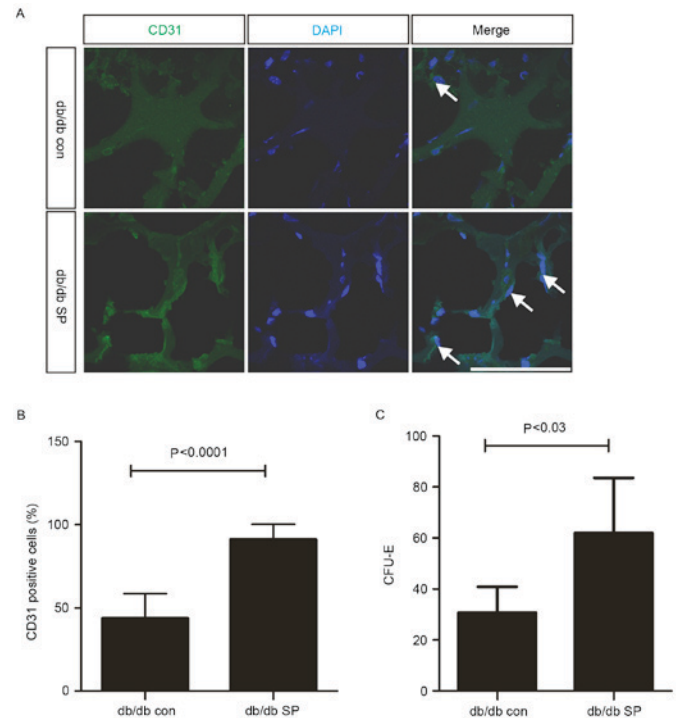 A
CD31 DAPI Merge
db/db con
db/db SP
B
P<0.0001
150
100
50
0
CD31 positive cells (%)
db/db con db/db SP
C
P<0.03
100
80
60
40
20
0
CFU-E
db/db con db/db SP